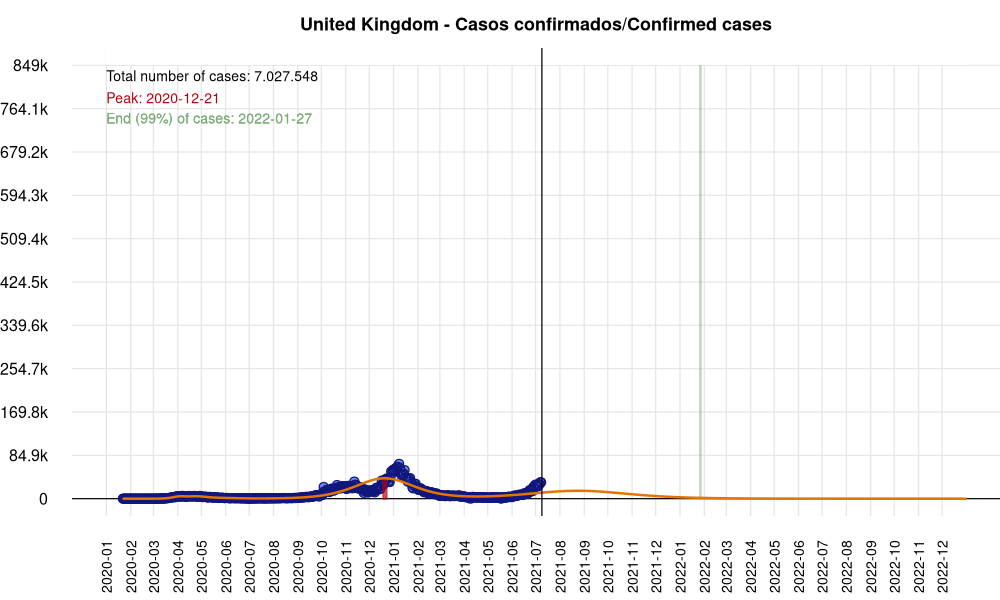 United Kingdom - Casos confirmados/Confirmed cases
849k
764.1k
679.2k
594.3k
509.4k
424.5k
339.6k
254.7k
169.8k
84.9k
0
Total number of cases: 7.027.548
Peak: 2020-12-21
End (99%) of cases: 2022-01-27
2020-01
2020-02
2020-03
2020-04
2020-05
2020-06
2020-07
2020-08
2020-09
2020-10
2020-11
2020-12
2021-01
2021-02
2021-03
2021-04
2021-05
2021-06
2021-07
2021-08
2021-09
2021-10
2021-11
2021-12
2022-01
2022-02
2022-03
2022-04
2022-05
2022-06
2022-07
2022-08
2022-09
2022-10
2022-11
2022-12